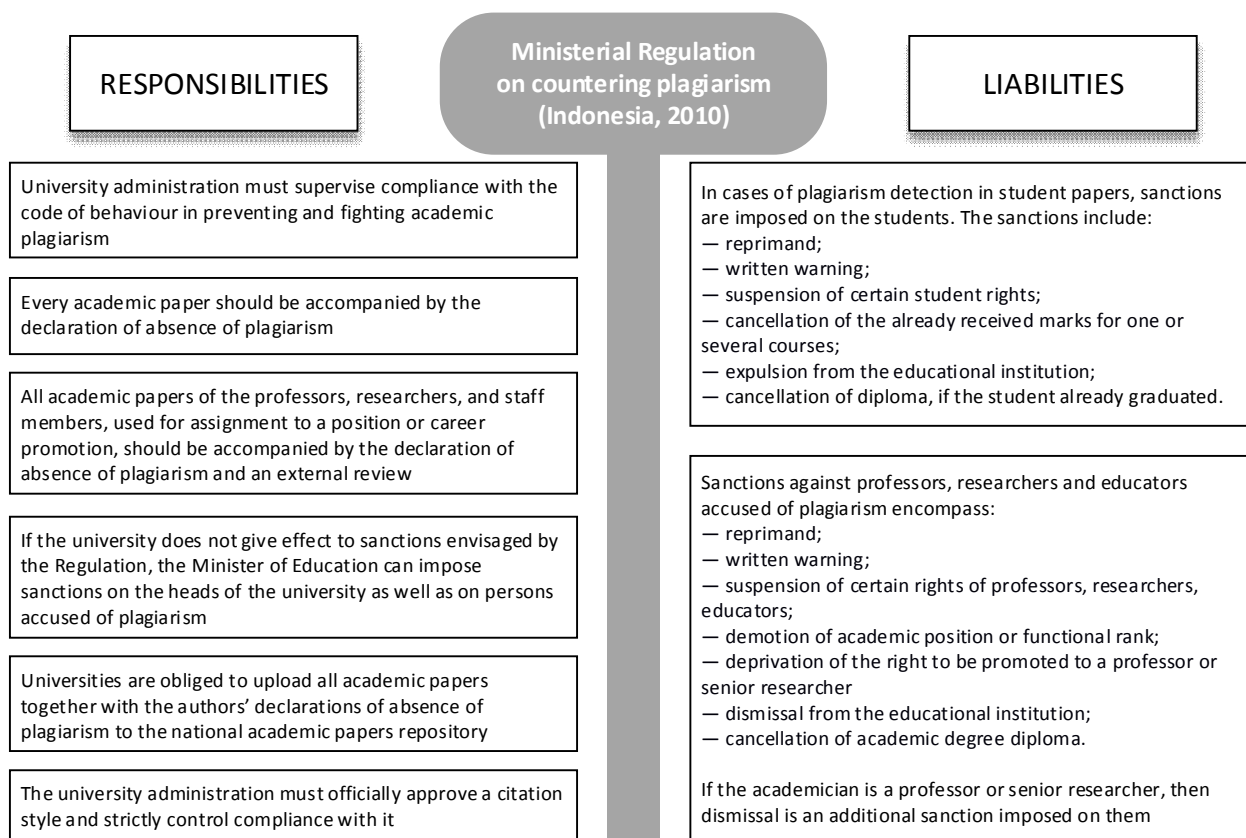 RESPONSIBILITIES
Ministerial Regulation
on countering plagiarism
(Indonesia, 2010)
LIABILITIES
University administration must supervise compliance with the
code of behaviour in preventing and fighting academic
plagiarism
Every academic paper should be accompanied by the
declaration of absence of plagiarism
All academic papers of the professors, researchers, and staff
members, used for assignment to a position or career
promotion, should be accompanied by the declaration of
absence of plagiarism and an external review
If the university does not give effect to sanctions envisaged by
the Regulation, the Minister of Education can impose
sanctions on the heads of the university as well as on persons
accused of plagiarism
Universities are obliged to upload all academic papers
together with the authors’ declarations of absence of
plagiarism to the national academic papers repository
The university administration must officially approve a citation
style and strictly control compliance with it
In cases of plagiarism detection in student papers, sanctions
are imposed on the students. The sanctions include:
— reprimand;
— written warning;
— suspension of certain student rights;
— cancellation of the already received marks for one or
several courses;
— expulsion from the educational institution;
— cancellation of diploma, if the student already graduated.
Sanctions against professors, researchers and educators
accused of plagiarism encompass:
— reprimand;
— written warning;
— suspension of certain rights of professors, researchers,
educators;
— demotion of academic position or functional rank;
— deprivation of the right to be promoted to a professor or
senior researcher
— dismissal from the educational institution;
— cancellation of academic degree diploma.
If the academician is a professor or senior researcher, then
dismissal is an additional sanction imposed on them